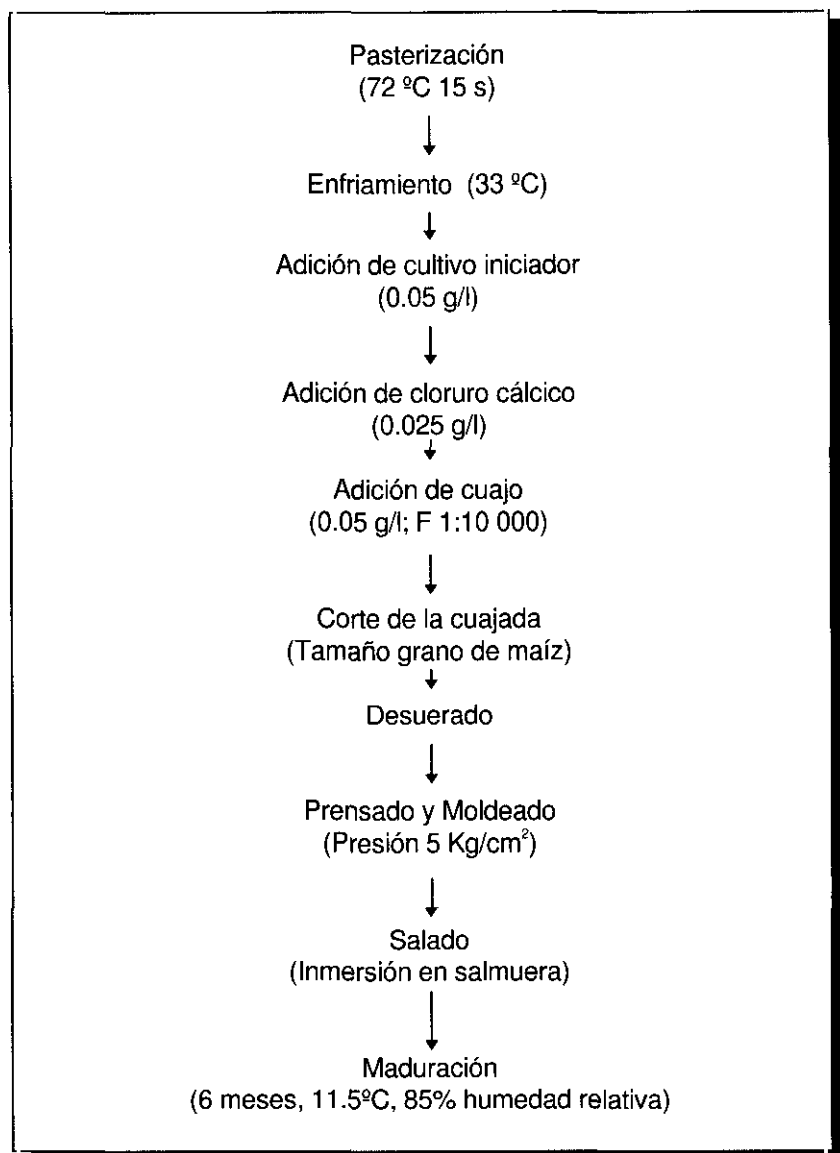 Pasterización
(72 ºC 15 s)
Enfriamiento (33 ºC)
Adición de cultivo iniciador
(0.05 g/l)
Adición de cloruro cálcico
(0.025 g/l)
Adición de cuajo
(0.05 g/l; F 1:10 000)
Corte de la cuajada
(Tamaño grano de maíz)
Desuerado
Prensado y Moldeado
(Presión 5 Kg/cm²)
Salado
(Inmersión en salmuera)
Maduración
(6 meses, 11.5ºC, 85% humedad relativa)